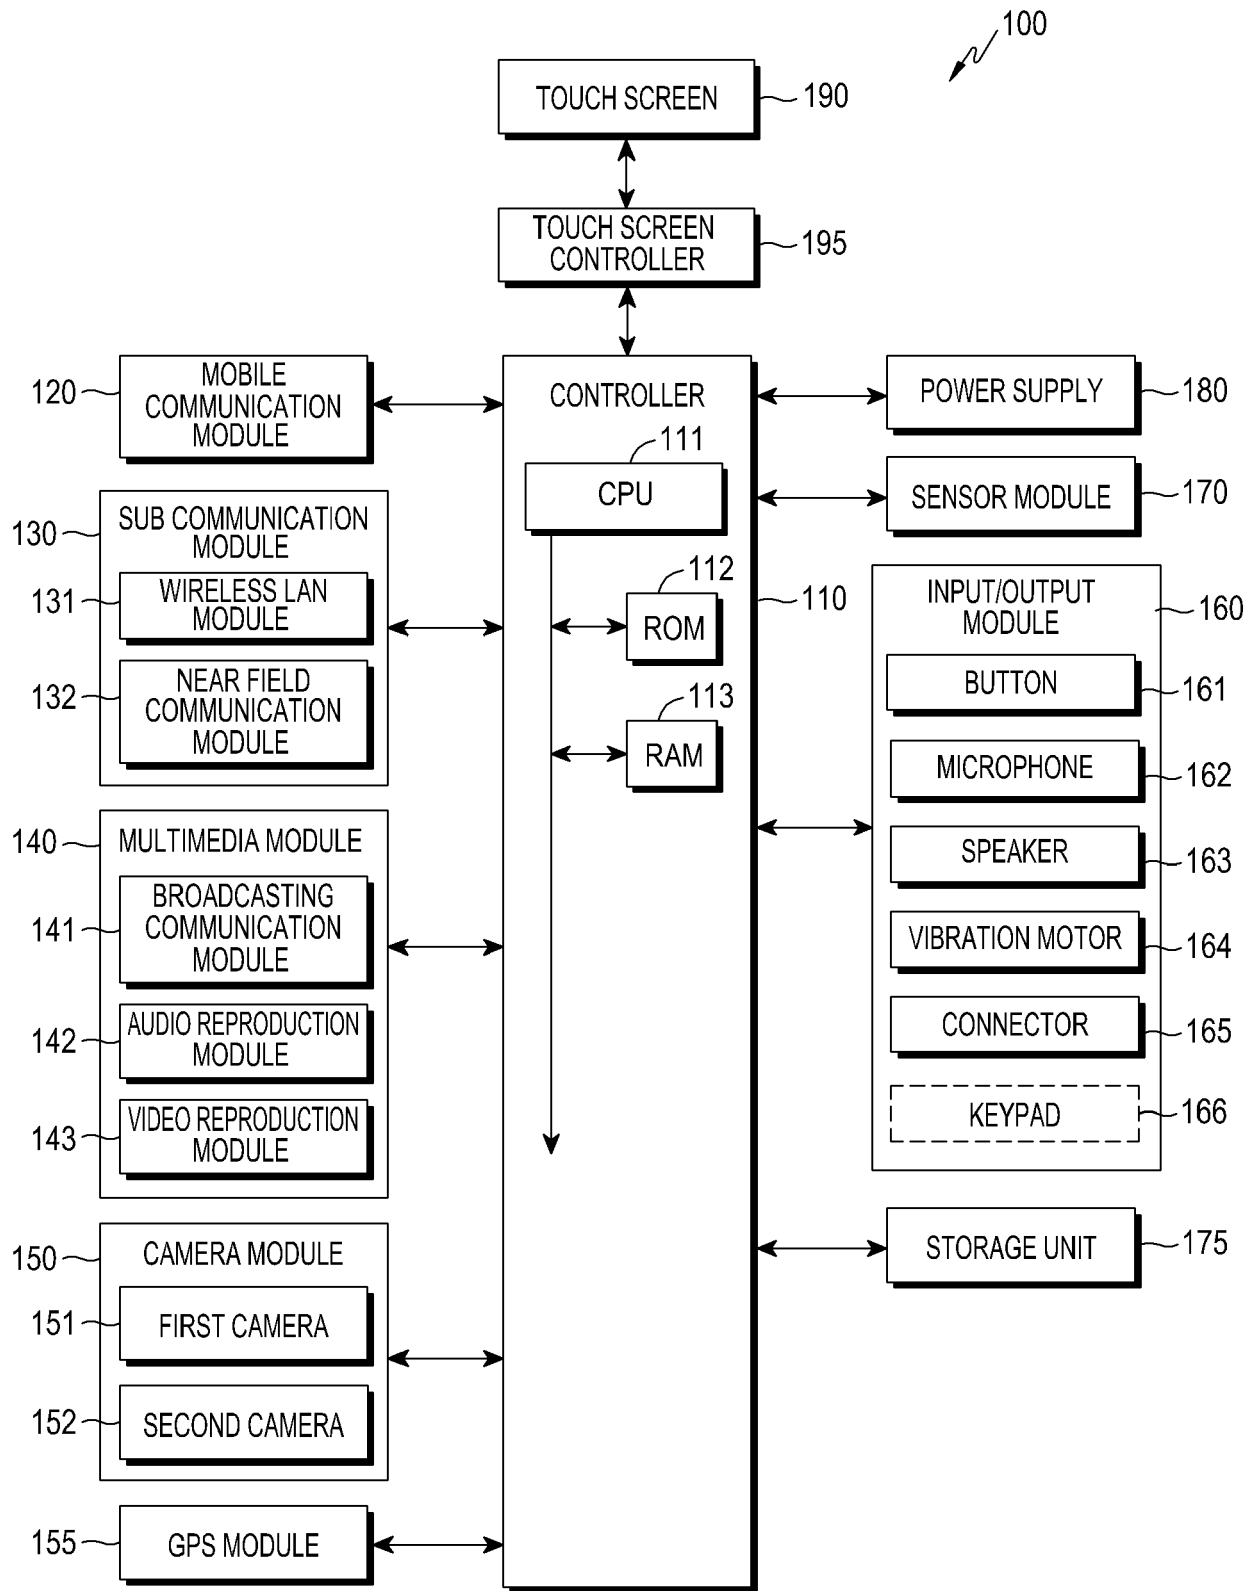 100
TOUCH SCREEN
190
TOUCH SCREEN
CONTROLLER
195
120
MOBILE
COMMUNICATION
MODULE
130
SUB COMMUNICATION
MODULE
131
WIRELESS LAN
MODULE
132
NEAR FIELD
COMMUNICATION
MODULE
140
MULTIMEDIA MODULE
141
BROADCASTING
COMMUNICATION
MODULE
142
AUDIO REPRODUCTION
MODULE
143
VIDEO REPRODUCTION
MODULE
150
CAMERA MODULE
151
FIRST CAMERA
152
SECOND CAMERA
155
GPS MODULE
CONTROLLER
111
CPU
112
ROM
113
RAM
110
POWER SUPPLY
180
SENSOR MODULE
170
INPUT/OUTPUT
MODULE
160
BUTTON
161
MICROPHONE
162
SPEAKER
163
VIBRATION MOTOR
164
CONNECTOR
165
KEYPAD
166
STORAGE UNIT
175